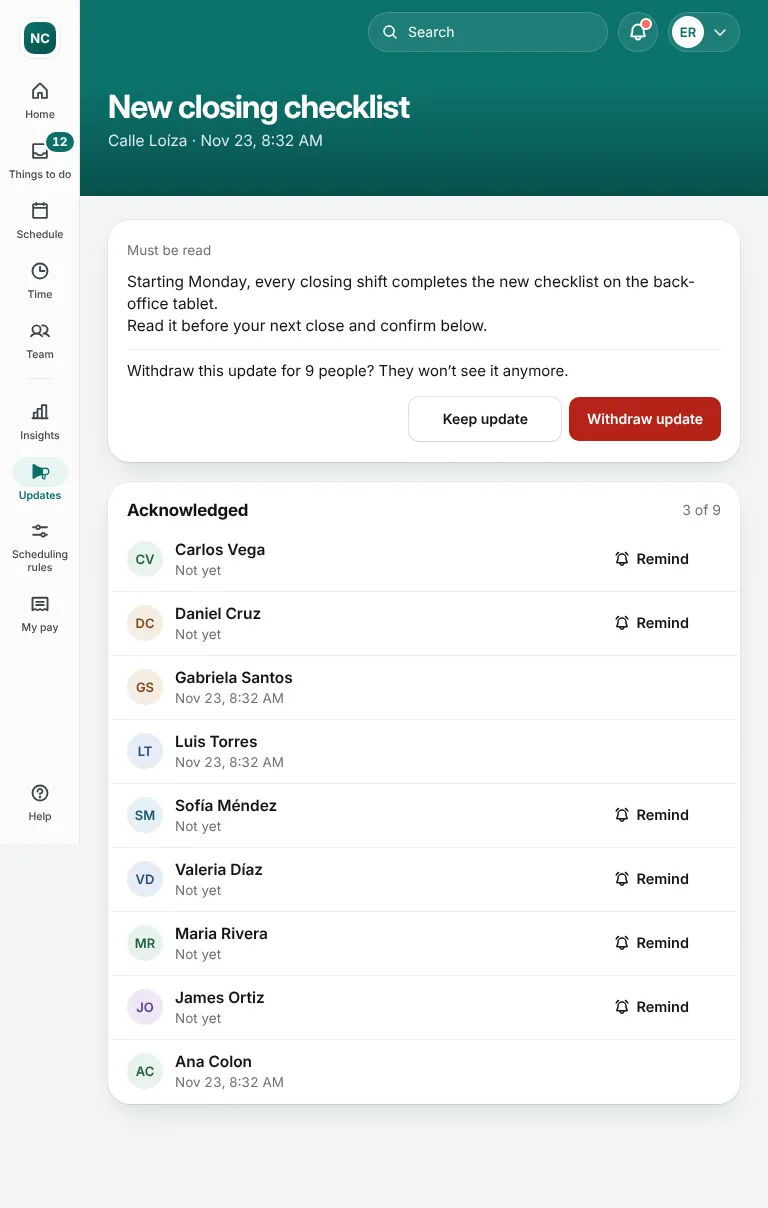 NC
Search
ER
New closing checklist
Calle Loíza · Nov 23, 8:32 AM
Home
12
Things to do
Schedule
Time
Team
Insights
Updates
Scheduling
rules
My pay
Help
Must be read
Starting Monday, every closing shift completes the new checklist on the back-
office tablet.
Read it before your next close and confirm below.
Withdraw this update for 9 people? They won’t see it anymore.
Keep update
Withdraw update
Acknowledged
3 of 9
CV
Carlos Vega
Not yet
Remind
DC
Daniel Cruz
Not yet
Remind
GS
Gabriela Santos
Nov 23, 8:32 AM
LT
Luis Torres
Nov 23, 8:32 AM
SM
Sofía Méndez
Not yet
Remind
VD
Valeria Díaz
Not yet
Remind
MR
Maria Rivera
Not yet
Remind
JO
James Ortiz
Not yet
Remind
AC
Ana Colon
Nov 23, 8:32 AM